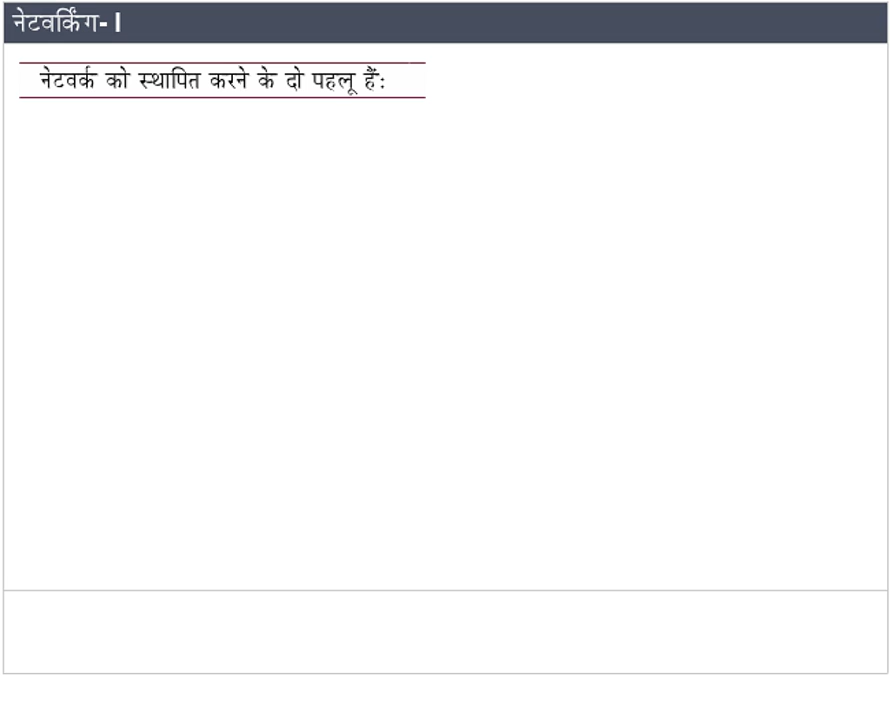 नेटवर्किंग- I
नेटवर्क को स्थापित करने के दो पहलू हैं: